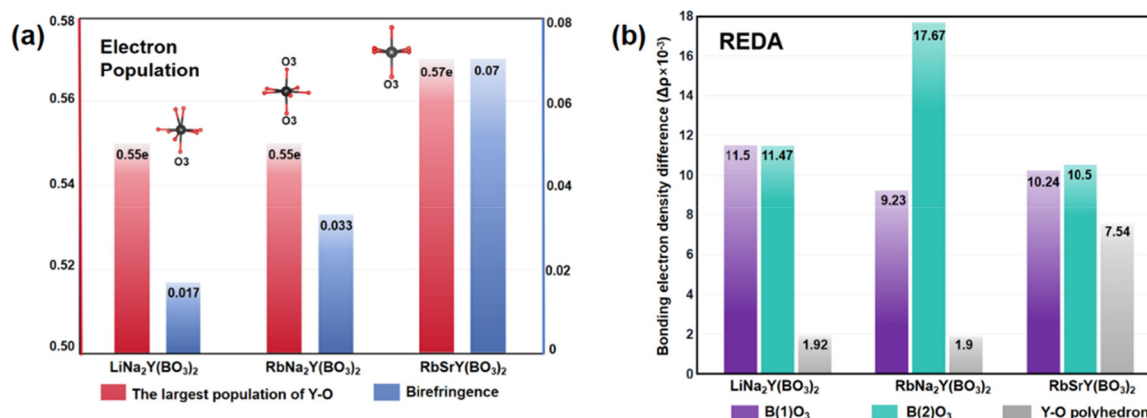 (a)
Electron
Population
0.58
0.56
0.54
0.52
0.50
0.08
0.06
0.04
0.02
0
O3
O3
O3
O3
0.55e
0.017
0.55e
0.033
0.57e
0.07
LiNa₂Y(BO₃)₂
RbNa₂Y(BO₃)₂
RbSrY(BO₃)₂
The largest population of Y-O
Birefringence
(b)
REDA
Bonding electron density difference (Δρ×10⁻³)
18
16
14
12
10
8
6
4
2
0
11.5
11.47
1.92
9.23
17.67
1.9
10.24
10.5
7.54
LiNa₂Y(BO₃)₂
RbNa₂Y(BO₃)₂
RbSrY(BO₃)₂
B(1)O₃
B(2)O₃
Y-O polyhedron